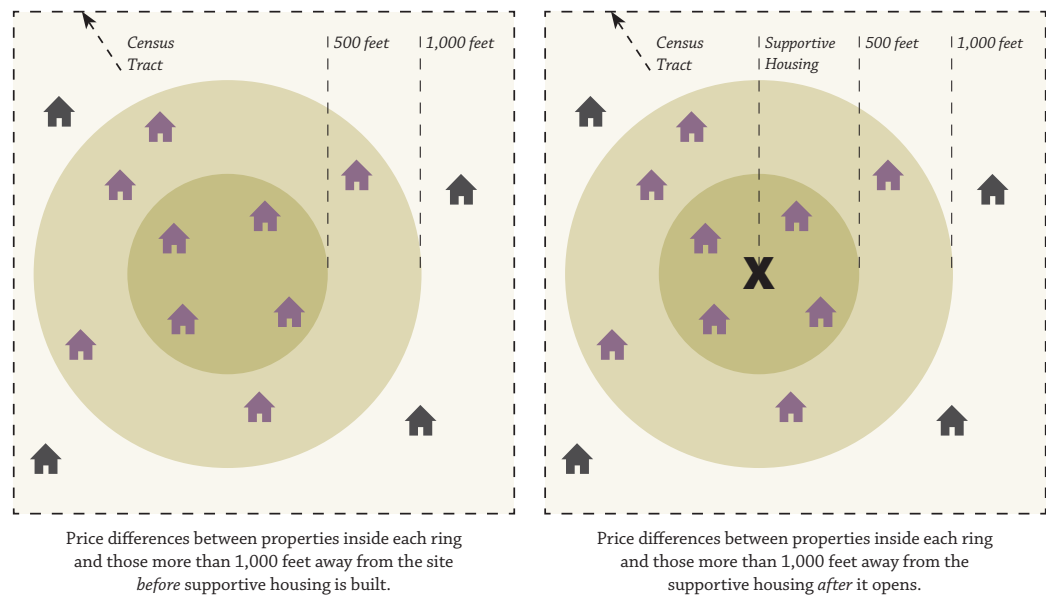 Census
Tract
500 feet
1,000 feet
Price differences between properties inside each ring
and those more than 1,000 feet away from the site
before supportive housing is built.
Census
Tract
Supportive
Housing
500 feet
1,000 feet
X
Price differences between properties inside each ring
and those more than 1,000 feet away from the
supportive housing after it opens.